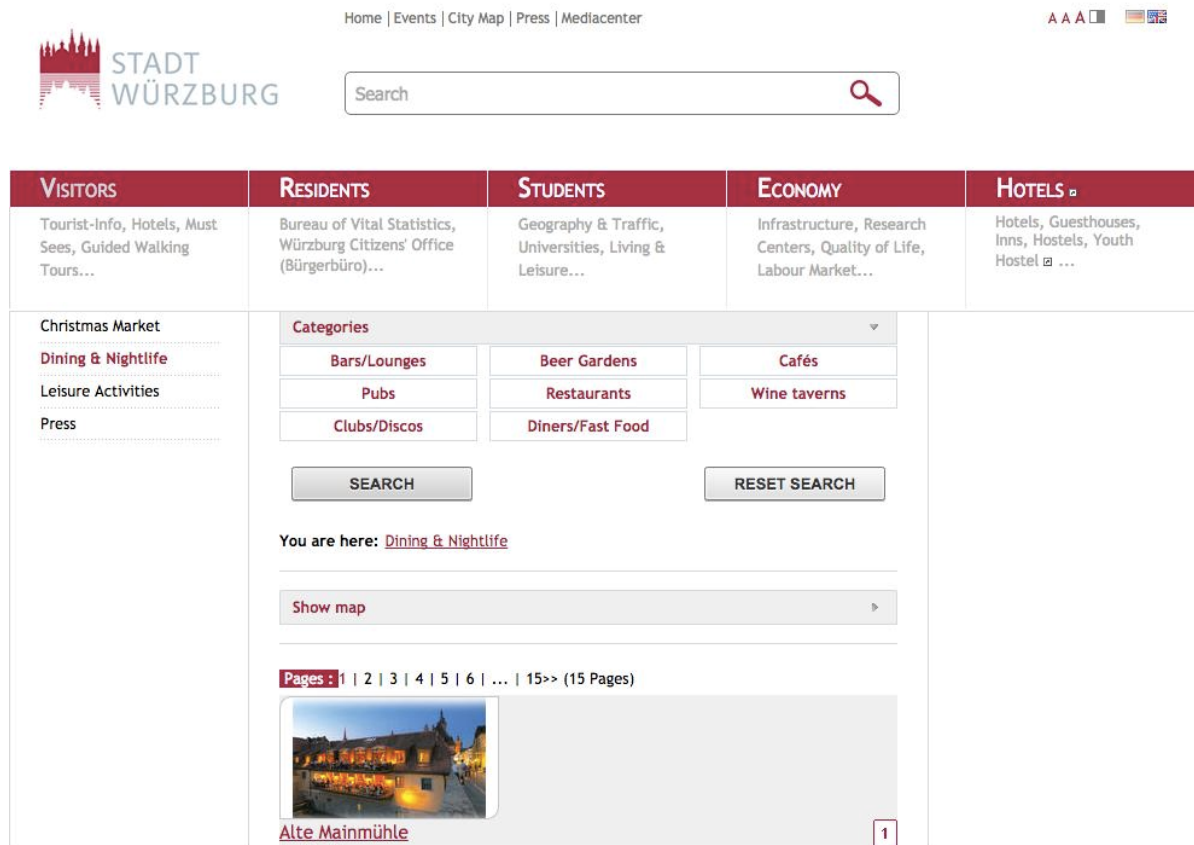 Home | Events | City Map | Press | Mediacenter
A A A
STADT
WÜRZBURG
Search
VISITORS
Tourist-Info, Hotels, Must
Sees, Guided Walking
Tours...
RESIDENTS
Bureau of Vital Statistics,
Würzburg Citizens' Office
(Bürgerbüro)...
STUDENTS
Geography & Traffic,
Universities, Living &
Leisure...
ECONOMY
Infrastructure, Research
Centers, Quality of Life,
Labour Market...
HOTELS
Hotels, Guesthouses,
Inns, Hostels, Youth
Hostel ...
Christmas Market
Dining & Nightlife
Leisure Activities
Press
Categories
Bars/Lounges
Beer Gardens
Cafés
Pubs
Restaurants
Wine taverns
Clubs/Discos
Diners/Fast Food
SEARCH
RESET SEARCH
You are here: Dining & Nightlife
Show map
Pages : 1 | 2 | 3 | 4 | 5 | 6 | ... | 15>> (15 Pages)
Alte Mainmühle
1